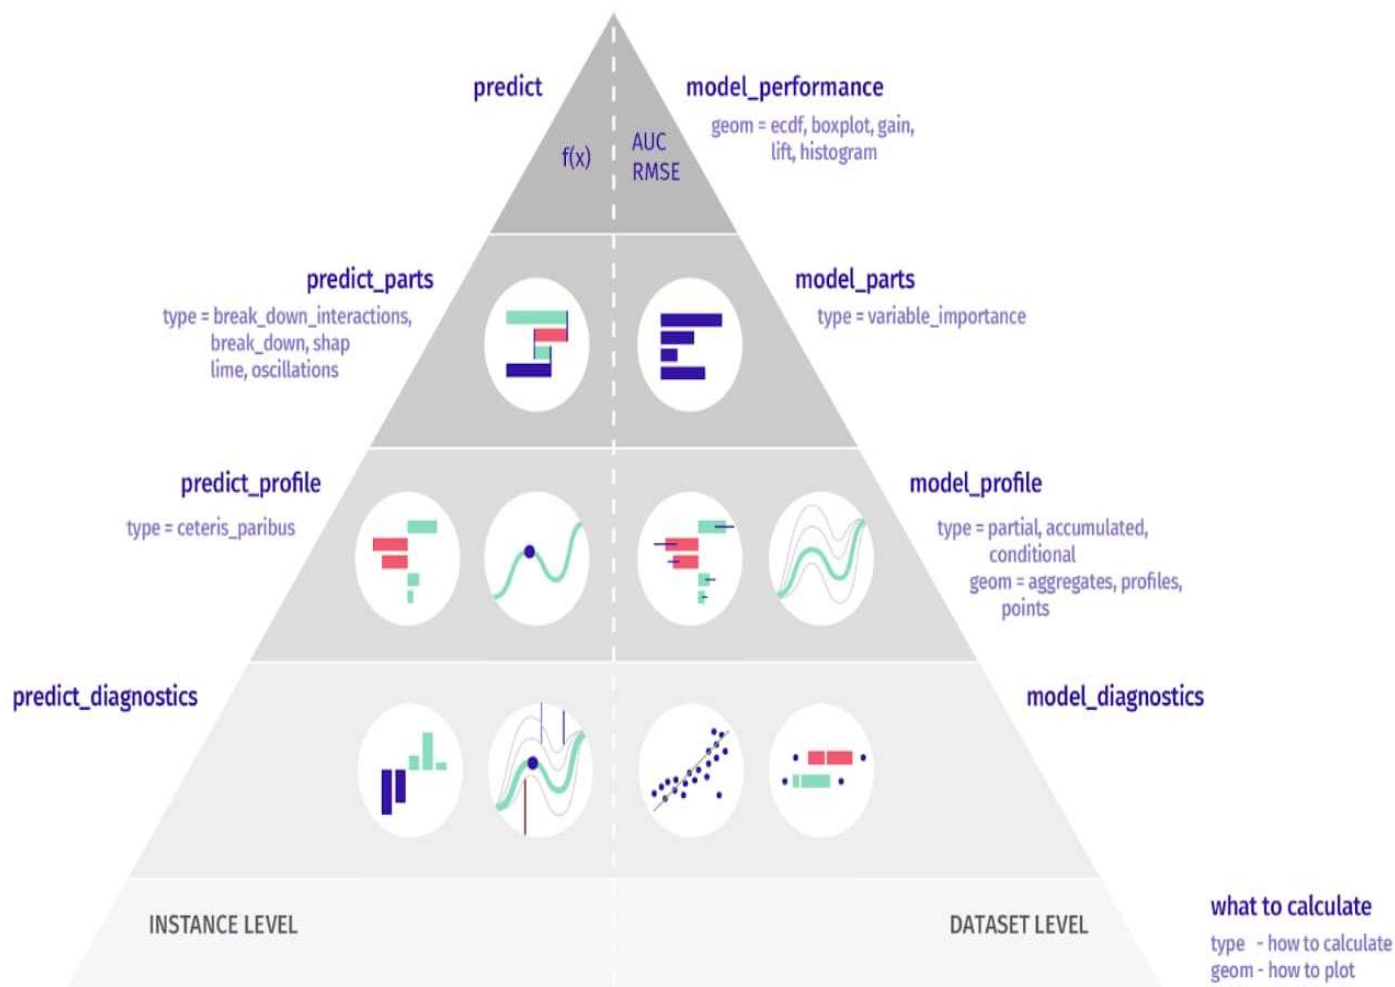 predict
model_performance
geom = ecdf, boxplot, gain,
lift, histogram
f(x)
AUC
RMSE
predict_parts
type = break_down_interactions,
break_down, shap
lime, oscillations
model_parts
type = variable_importance
predict_profile
type = ceteris_paribus
model_profile
type = partial, accumulated,
conditional
geom = aggregates, profiles,
points
predict_diagnostics
model_diagnostics
INSTANCE LEVEL
DATASET LEVEL
what to calculate
type - how to calculate
geom - how to plot